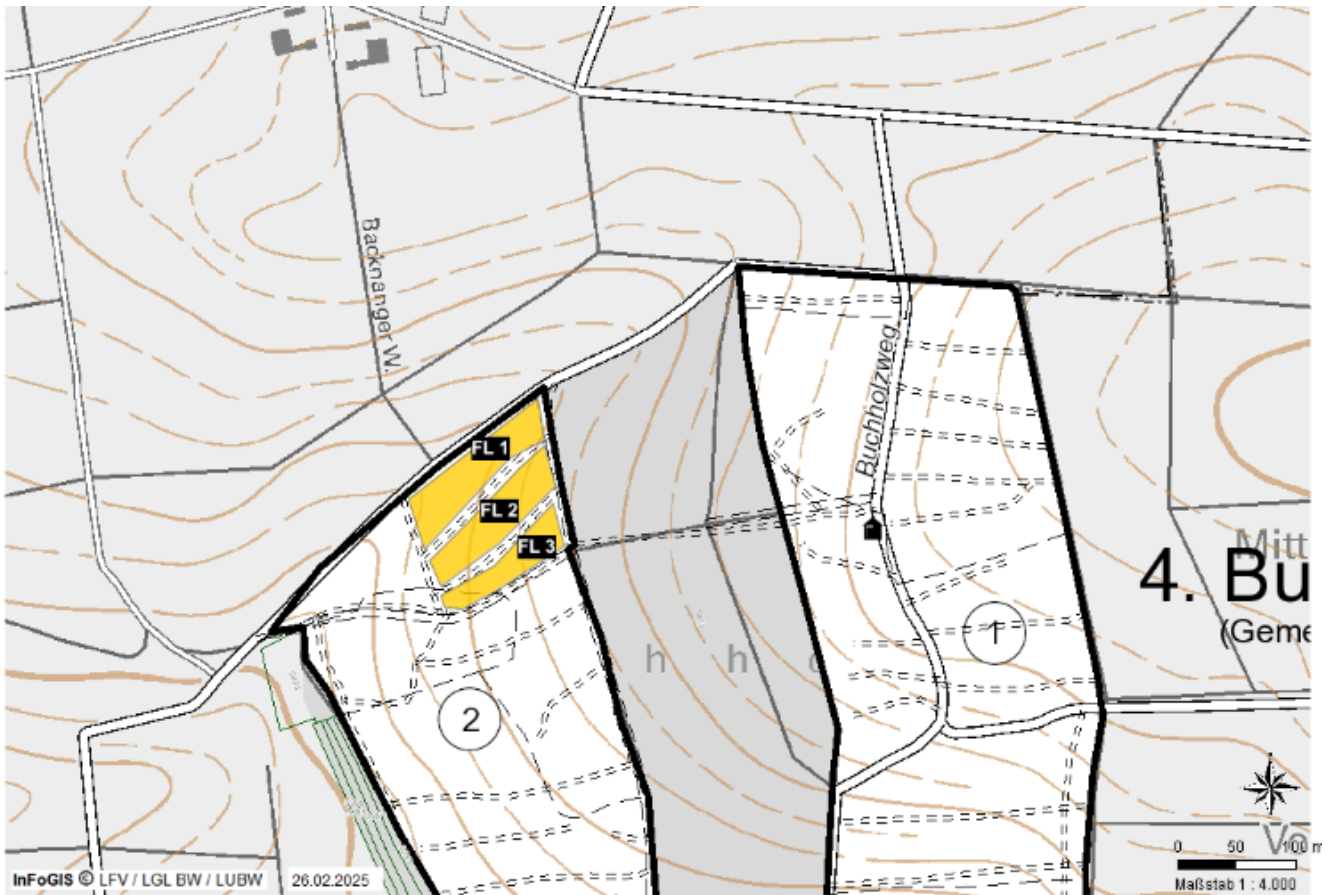 Backnanger W.
Buchholzweg
FL 1
FL 2
FL 3
Mitt
4. Bu
(Geme
1
h h
2
Vo
0 50 100 m
Maßstab 1 : 4.000
InFoGIS © LFV / LGL BW / LUBW 26.02.2025